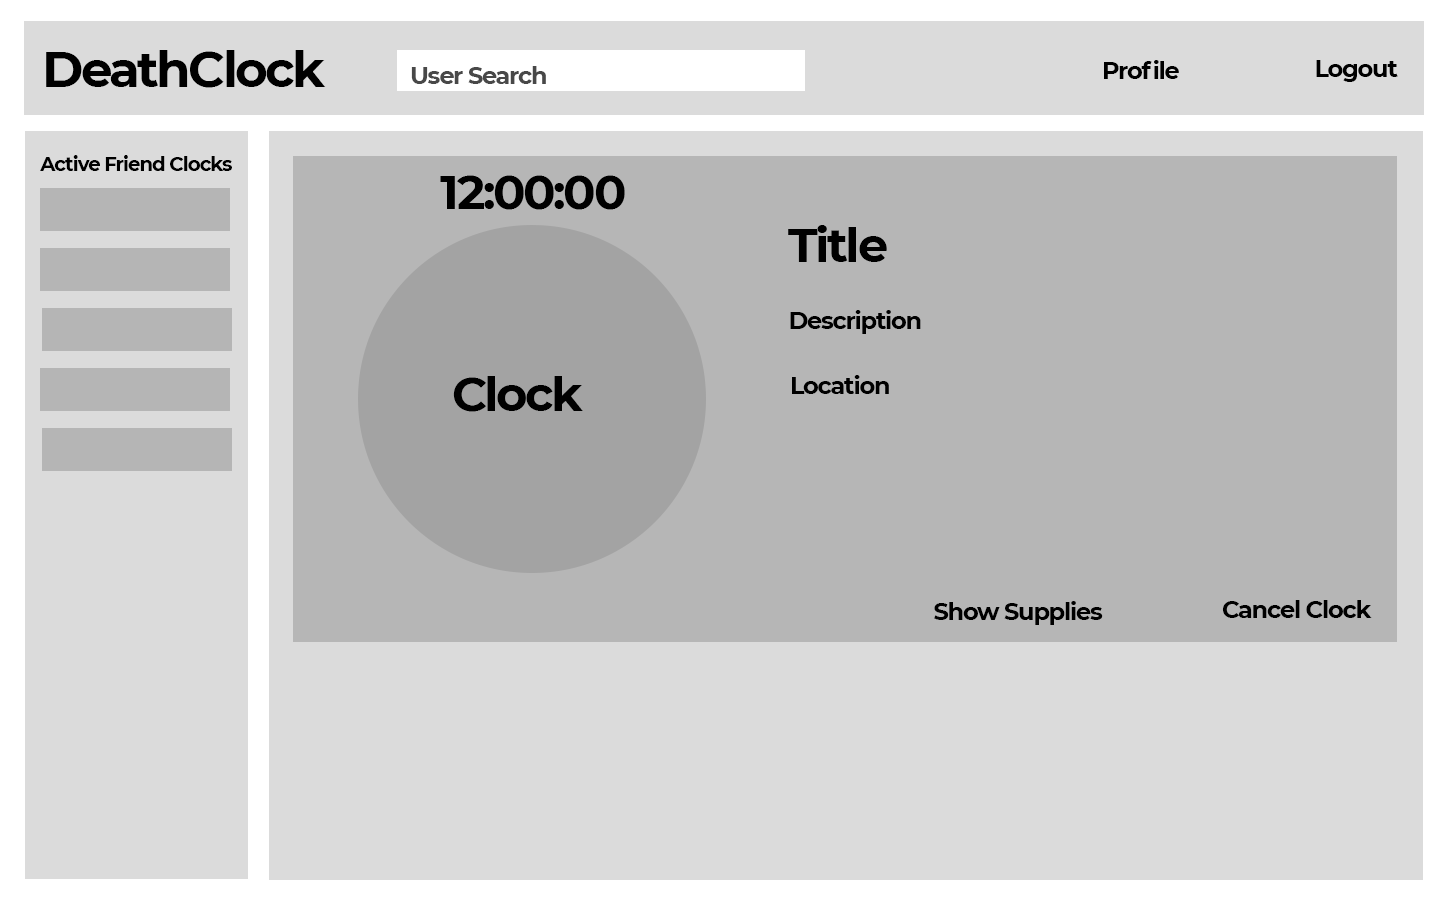 DeathClock
User Search
Profile
Logout
Active Friend Clocks
12:00:00
Clock
Title
Description
Location
Show Supplies
Cancel Clock